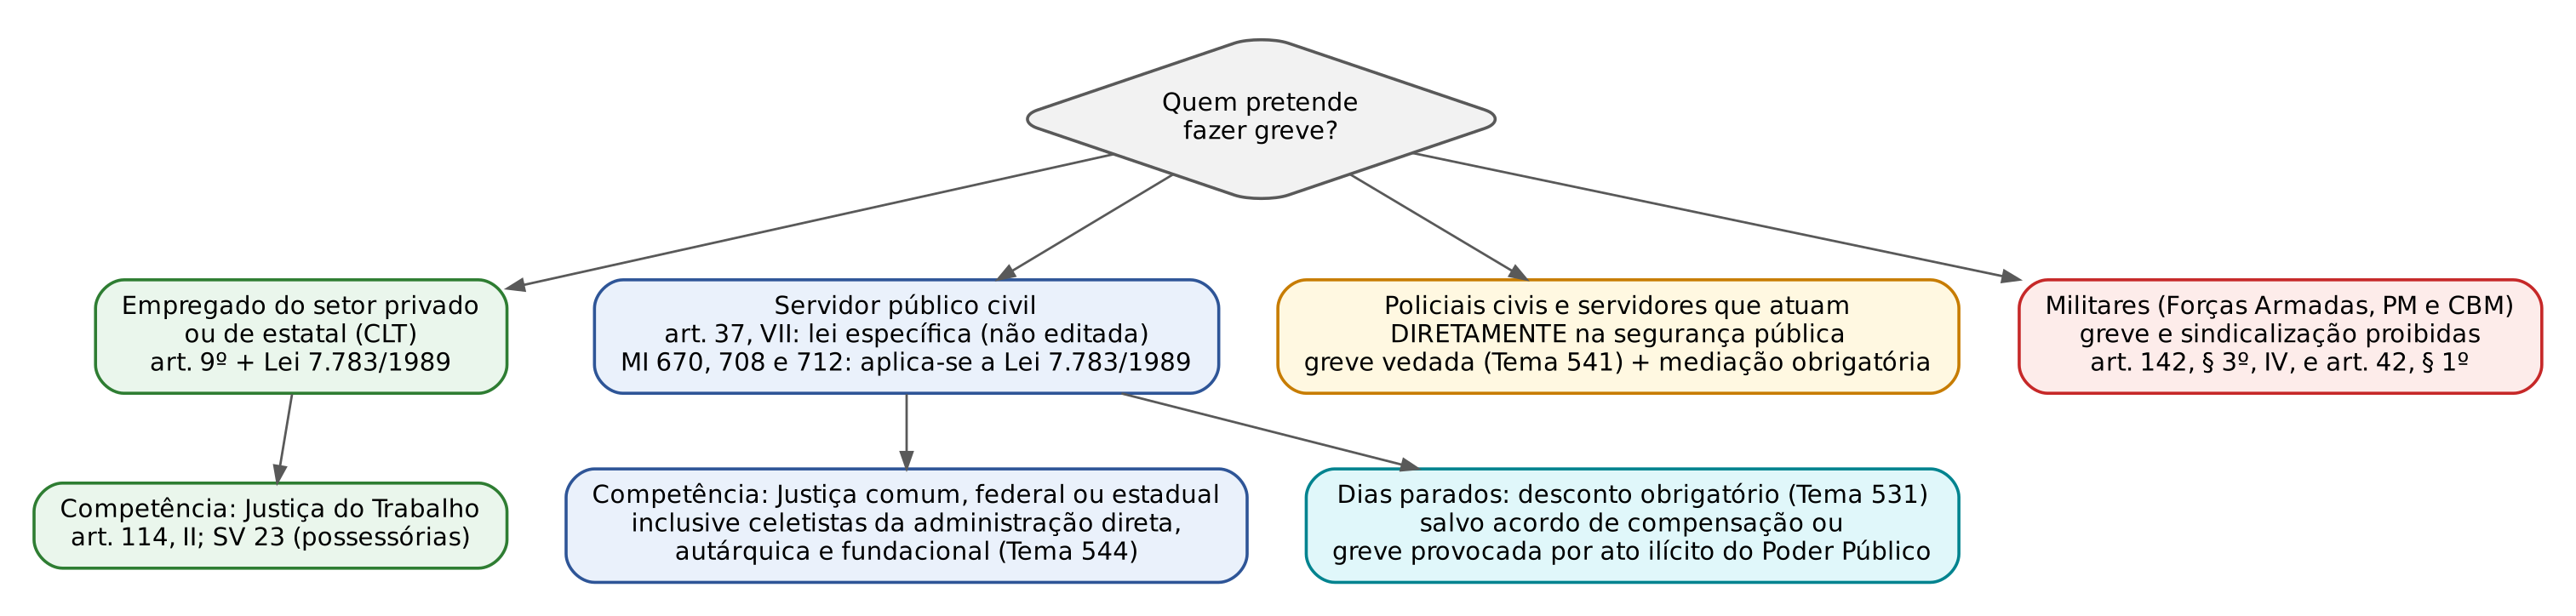 Quem pretende
fazer greve?
Empregado do setor privado
ou de estatal (CLT)
art. 9º + Lei 7.783/1989
Servidor público civil
art. 37, VII: lei específica (não editada)
MI 670, 708 e 712: aplica-se a Lei 7.783/1989
Policiais civis e servidores que atuam
DIRETAMENTE na segurança pública
greve vedada (Tema 541) + mediação obrigatória
Militares (Forças Armadas, PM e CBM)
greve e sindicalização proibidas
art. 142, § 3º, IV, e art. 42, § 1º
Competência: Justiça do Trabalho
art. 114, II; SV 23 (possessórias)
Competência: Justiça comum, federal ou estadual
inclusive celetistas da administração direta,
autárquica e fundacional (Tema 544)
Dias parados: desconto obrigatório (Tema 531)
salvo acordo de compensação ou
greve provocada por ato ilícito do Poder Público